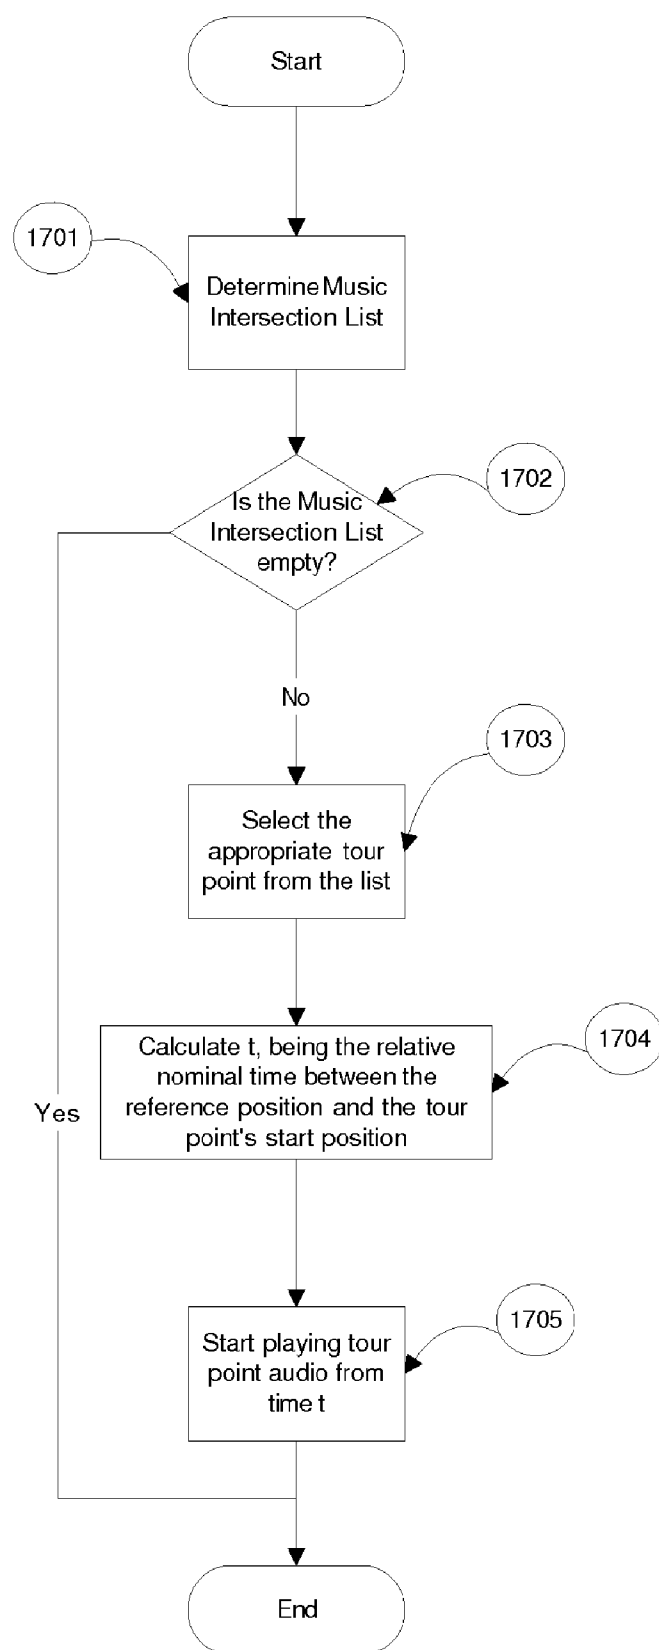 Start
1701
Determine Music
Intersection List
1702
Is the Music
Intersection List
empty?
No
1703
Select the
appropriate tour
point from the list
1704
Calculate t, being the relative
nominal time between the
reference position and the tour
point's start position
Yes
1705
Start playing tour
point audio from
time t
End